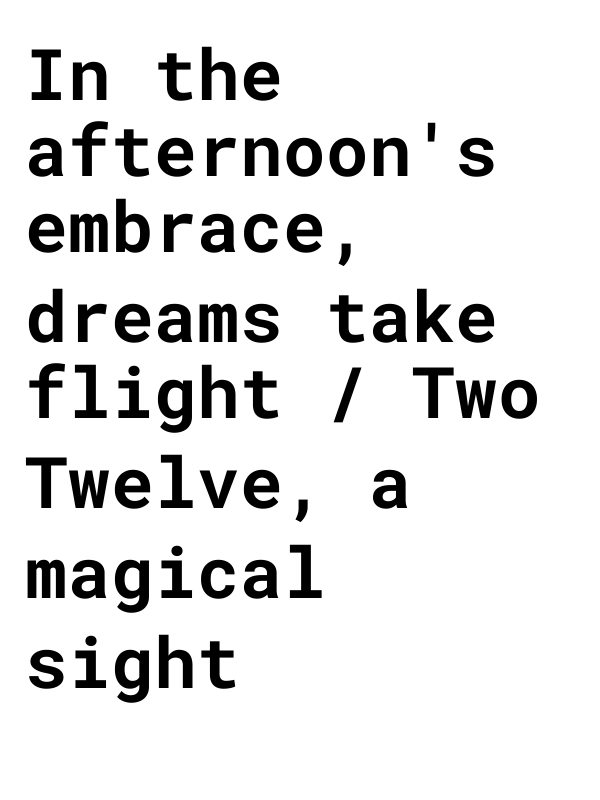 In the
afternoon's
embrace,
dreams take
flight / Two
Twelve, a
magical
sight